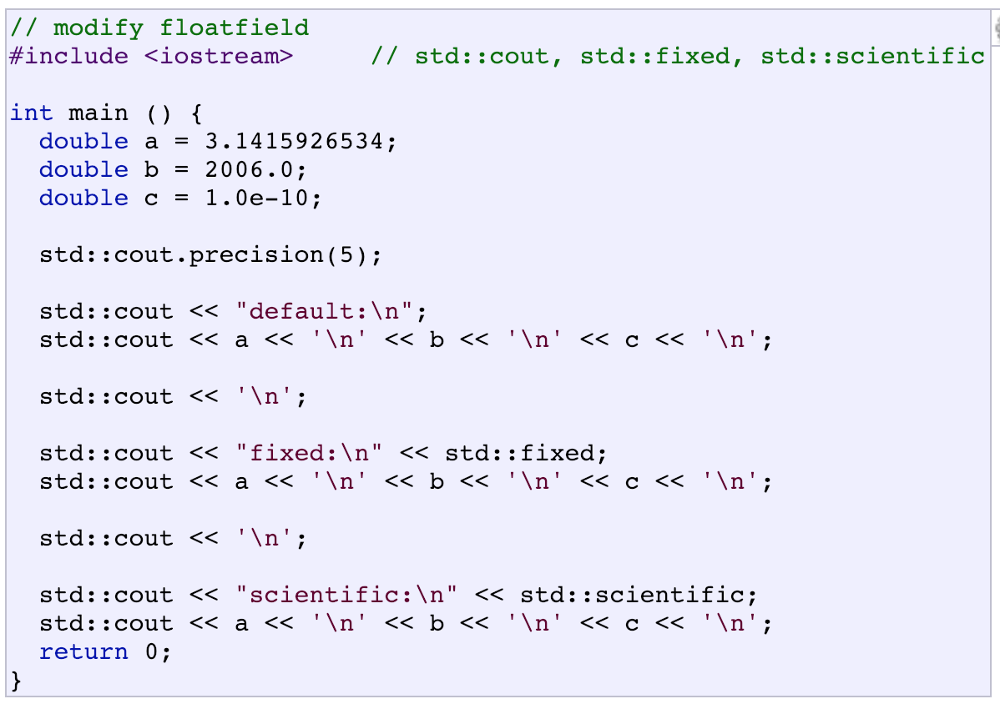 // modify floatfield
#include <iostream>     // std::cout, std::fixed, std::scientific
int main () {
  double a = 3.1415926534;
  double b = 2006.0;
  double c = 1.0e-10;
  std::cout.precision(5);
  std::cout << "default:\n";
  std::cout << a << '\n' << b << '\n' << c << '\n';
  std::cout << '\n';
  std::cout << "fixed:\n" << std::fixed;
  std::cout << a << '\n' << b << '\n' << c << '\n';
  std::cout << '\n';
  std::cout << "scientific:\n" << std::scientific;
  std::cout << a << '\n' << b << '\n' << c << '\n';
  return 0;
}